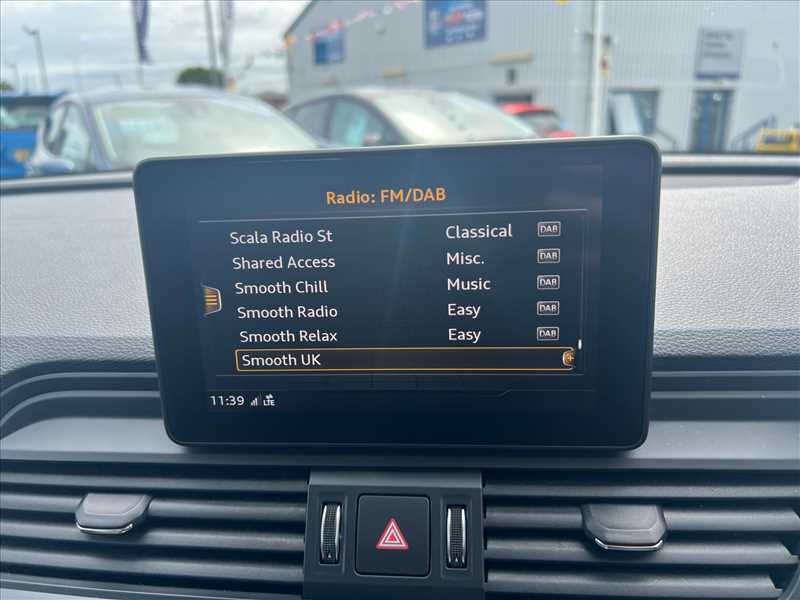 Radio: FM/DAB
Scala Radio St Classical DAB
Shared Access Misc. DAB
Smooth Chill Music DAB
Smooth Radio Easy DAB
Smooth Relax Easy DAB
Smooth UK
11:39 LTE